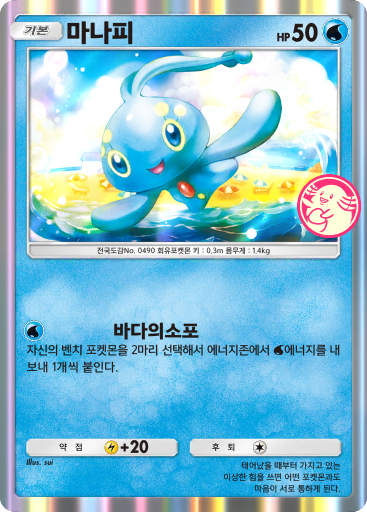 기본 마나피 HP 50
전국도감No. 0490 회유포켓몬 키 : 0.3m 몸무게 : 1.4kg
바다의소포
자신의 벤치 포켓몬을 2마리 선택해서 에너지존에서 에너지를 내
보내 1개씩 붙인다.
약점 +20 후퇴
Illus. sui
태어났을 때부터 가지고 있는
이상한 힘을 쓰면 어떤 포켓몬과도
마음이 서로 통하게 된다.